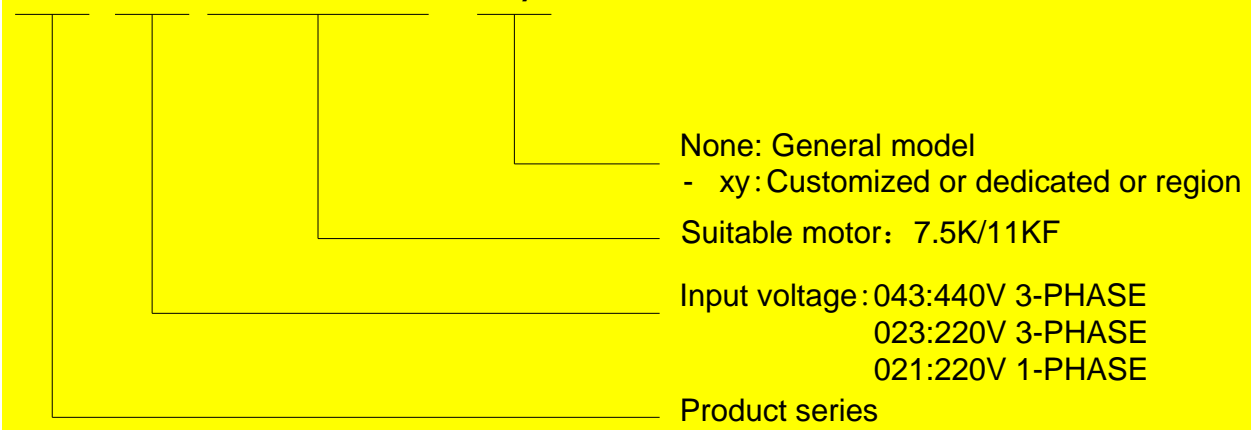 None: General model
- xy:Customized or dedicated or region
Suitable motor：7.5K/11KF
Input voltage:043:440V 3-PHASE
023:220V 3-PHASE
021:220V 1-PHASE
Product series